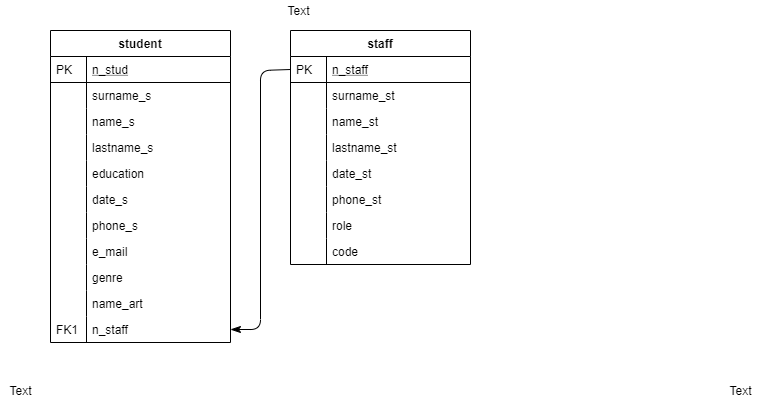 Text
student
PK n_stud
surname_s
name_s
lastname_s
education
date_s
phone_s
e_mail
genre
name_art
FK1 n_staff
staff
PK n_staff
surname_st
name_st
lastname_st
date_st
phone_st
role
code
Text
Text